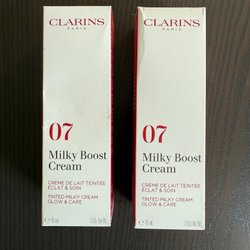 CLARINS
PARIS
07
Milky Boost
Cream
CRÈME DE LAIT TEINTÉE
ÉCLAT & SOIN
TINTED MILKY CREAM
GLOW & CARE
CLARINS
PARIS
07
Milky Boost
Cream
CRÈME DE LAIT TEINTÉE
ÉCLAT & SOIN
TINTED MILKY CREAM
GLOW & CARE